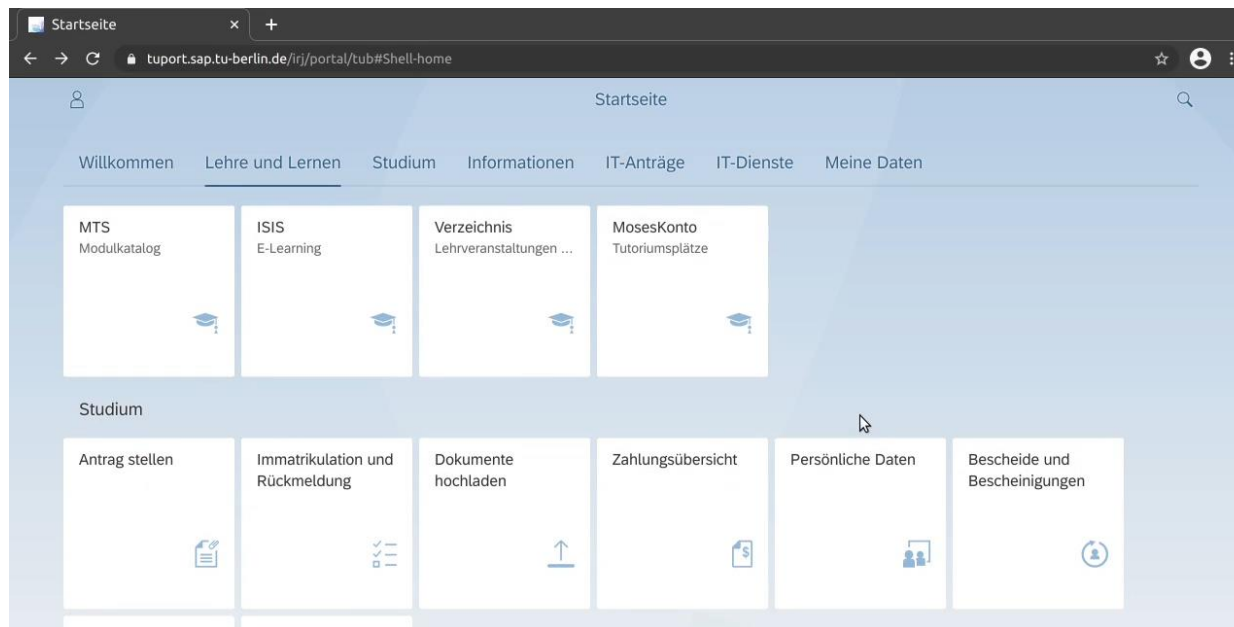 Startseite
tuport.sap.tu-berlin.de/irj/portal/tub#Shell-home
Startseite
Willkommen Lehre und Lernen Studium Informationen IT-Anträge IT-Dienste Meine Daten
MTS
Modulkatalog
ISIS
E-Learning
Verzeichnis
Lehrveranstaltungen ...
MosesKonto
Tutoriumsplätze
Studium
Antrag stellen
Immatrikulation und
Rückmeldung
Dokumente
hochladen
Zahlungsübersicht
Persönliche Daten
Bescheide und
Bescheinigungen